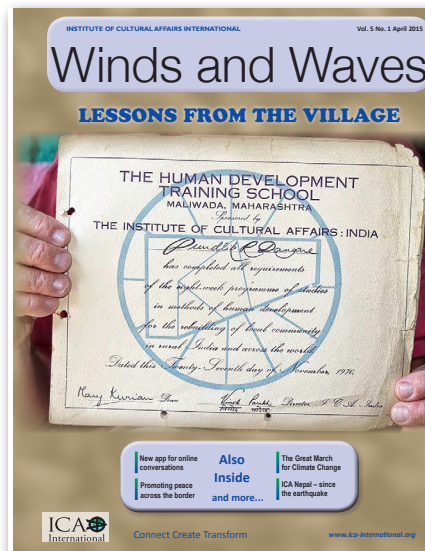 INSTITUTE OF CULTURAL AFFAIRS INTERNATIONAL
Vol. 5 No. 1 April 2015
Winds and Waves
LESSONS FROM THE VILLAGE
THE HUMAN DEVELOPMENT
TRAINING SCHOOL
MALIWADA, MAHARASHTRA
Sponsored by
THE INSTITUTE OF CULTURAL AFFAIRS : INDIA
has completed all requirements
of the eight-week programme of studies
in methods of human development
for the rebuilding of local community
in rural India and across the world
Dated this Twenty-Seventh day of November, 1976.
Mary Kurian Dean
Director I.C.A. India
New app for online
conversations
Promoting peace
across the border
Also
Inside
and more...
The Great March
for Climate Change
ICA Nepal – since
the earthquake
ICA
International
Connect Create Transform
www.ica-international.org